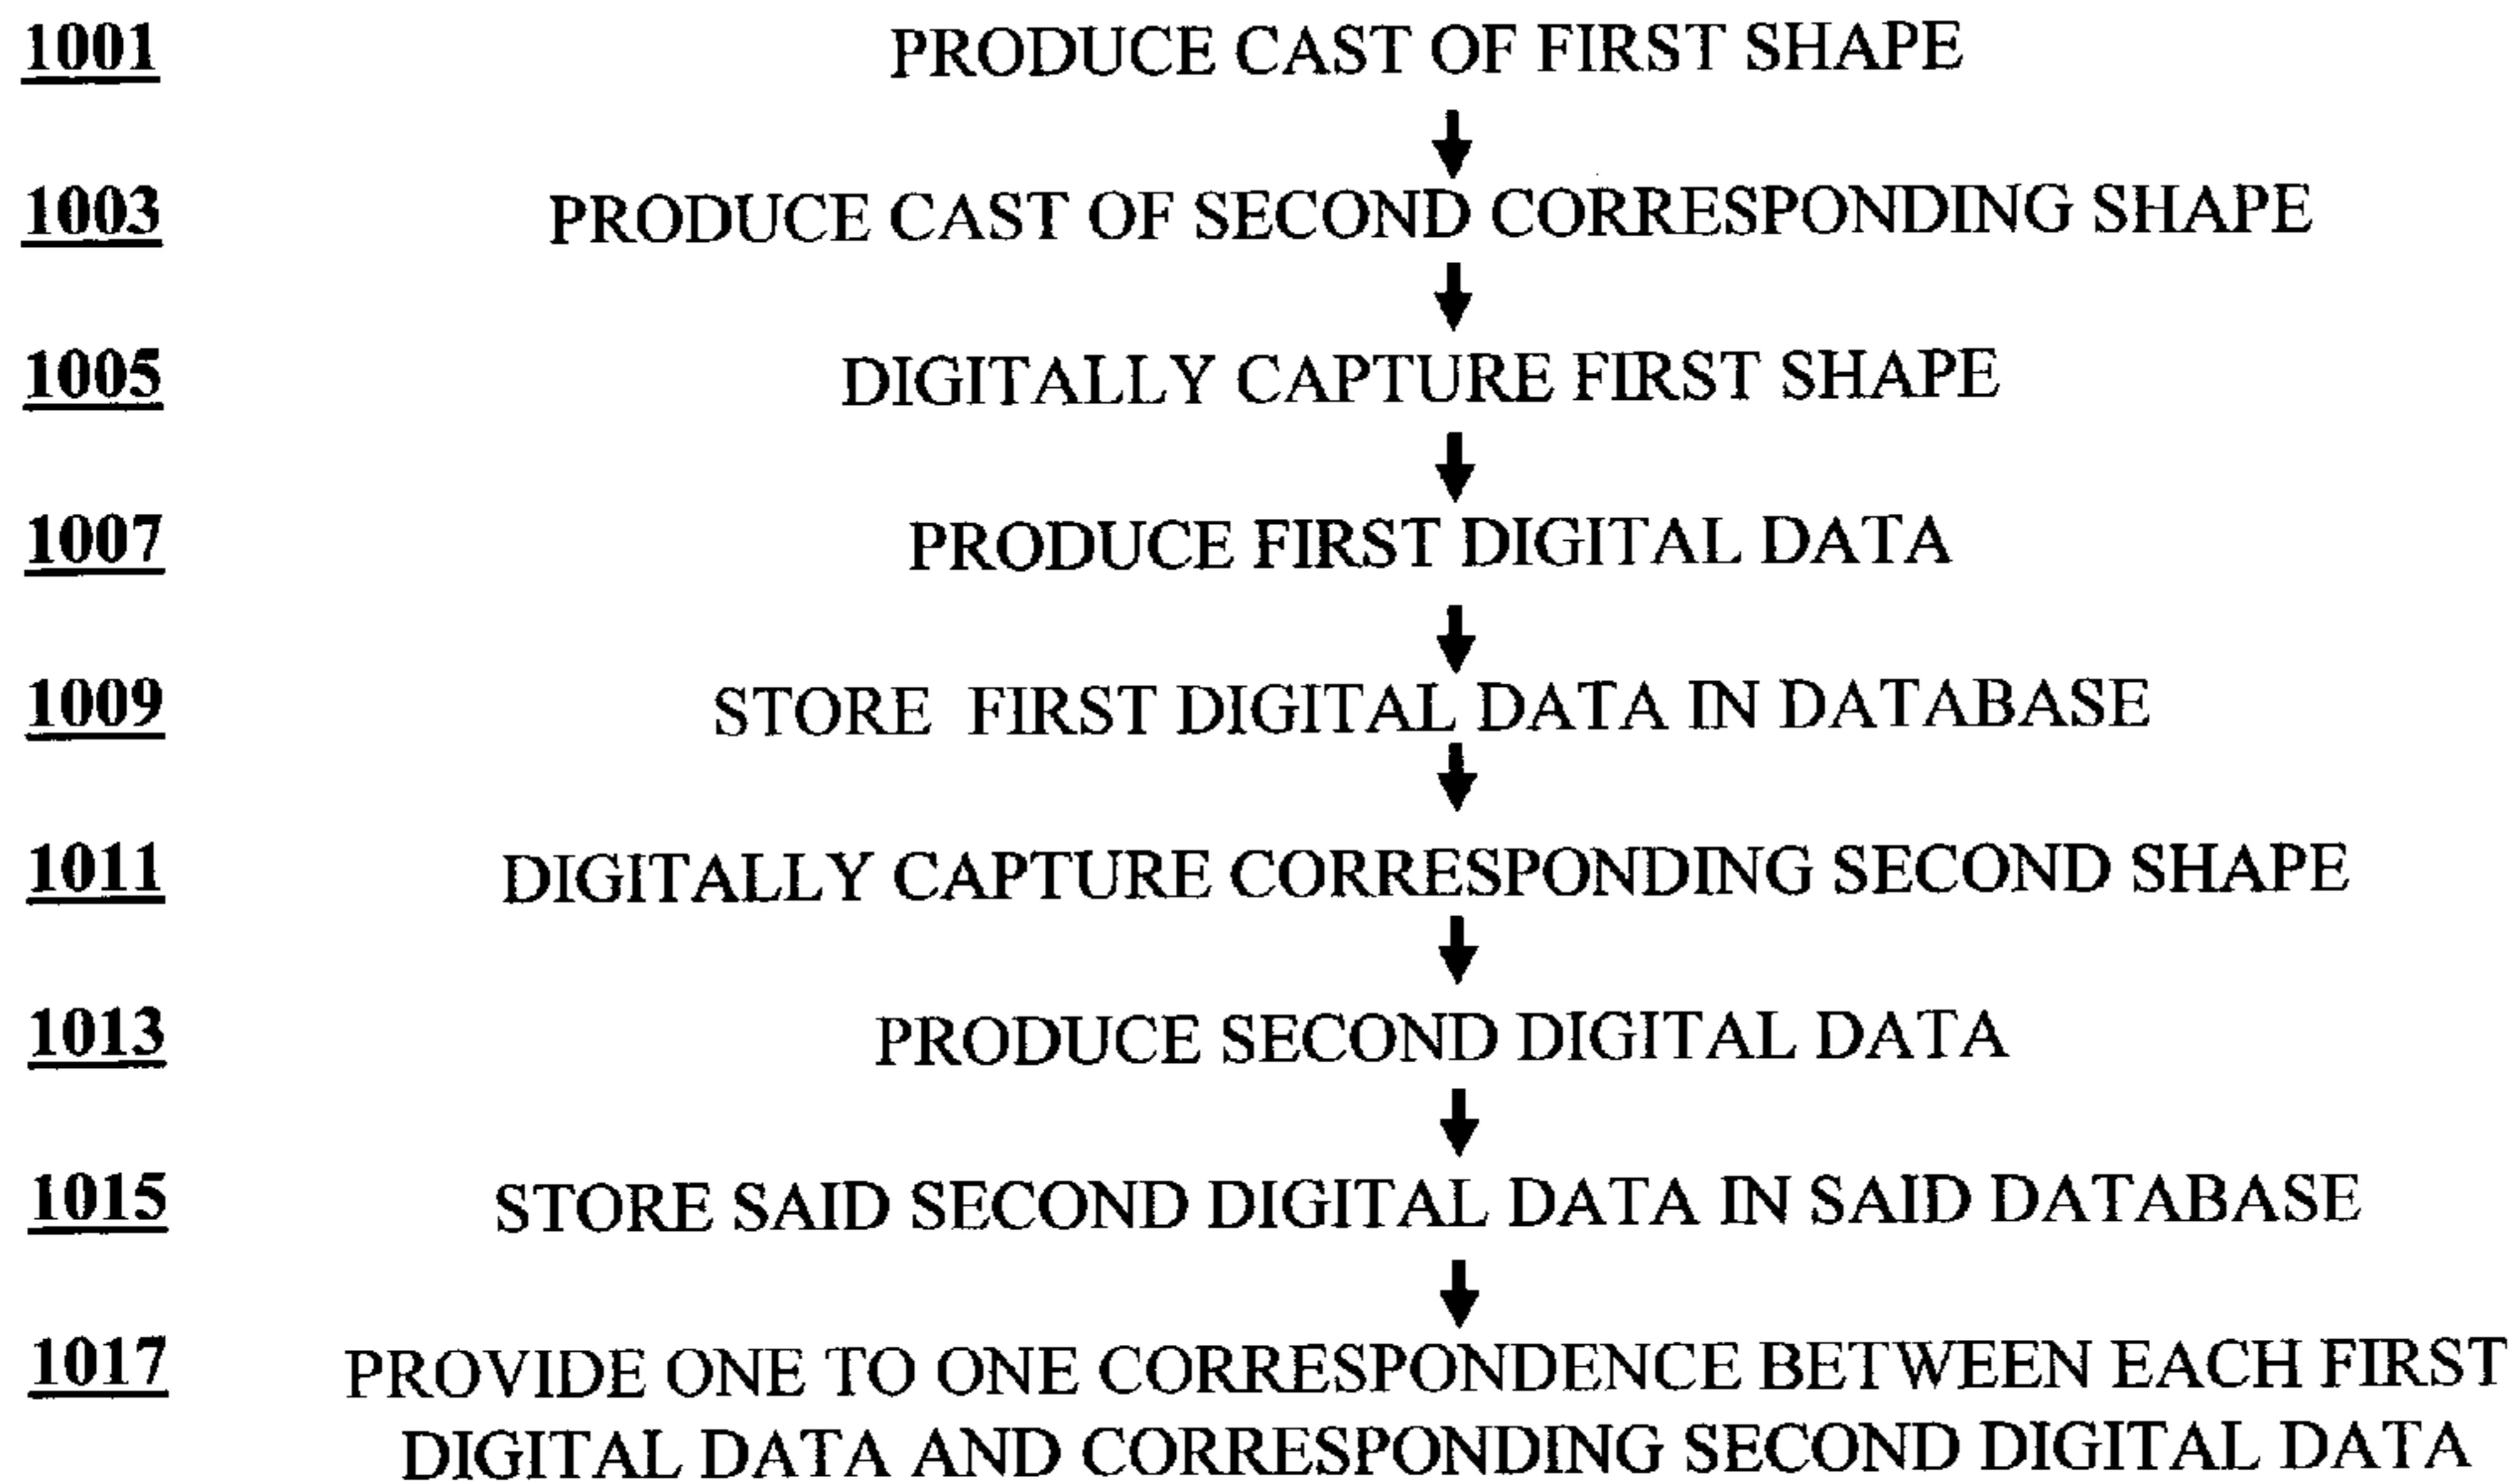 1001 PRODUCE CAST OF FIRST SHAPE
1003 PRODUCE CAST OF SECOND CORRESPONDING SHAPE
1005 DIGITALLY CAPTURE FIRST SHAPE
1007 PRODUCE FIRST DIGITAL DATA
1009 STORE FIRST DIGITAL DATA IN DATABASE
1011 DIGITALLY CAPTURE CORRESPONDING SECOND SHAPE
1013 PRODUCE SECOND DIGITAL DATA
1015 STORE SAID SECOND DIGITAL DATA IN SAID DATABASE
1017 PROVIDE ONE TO ONE CORRESPONDENCE BETWEEN EACH FIRST
DIGITAL DATA AND CORRESPONDING SECOND DIGITAL DATA